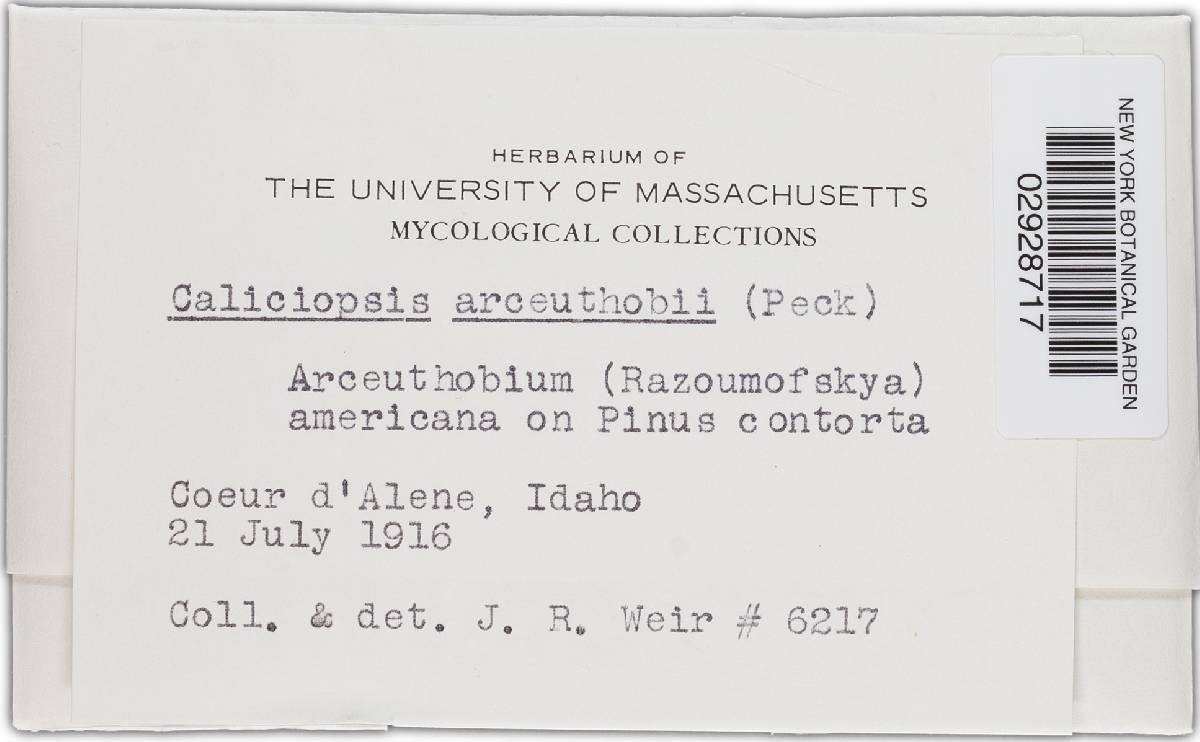 HERBARIUM OF
THE UNIVERSITY OF MASSACHUSETTS
MYCOLOGICAL COLLECTIONS
Caliciopsis arceuthobii (Peck)
Arceuthobium (Razoumofskya)
americana on Pinus contorta
Coeur d'Alene, Idaho
21 July 1916
Coll. & det. J. R. Weir # 6217
NEW YORK BOTANICAL GARDEN
02928717